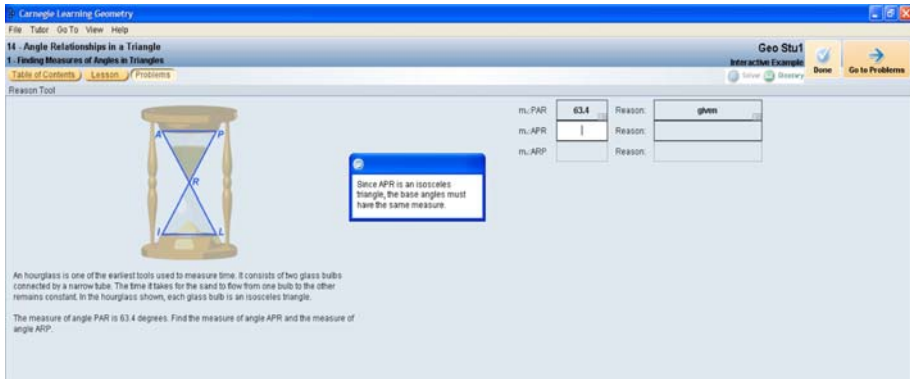 Carnegie Learning Geometry
File Tutor Go To View Help
14 - Angle Relationships in a Triangle
1 - Finding Measures of Angles in Triangles
Geo Stu1
Interactive Example
Done
Go to Problems
Table of Contents Lesson Problems
Solver Glossary
Reason Tool
m∠PAR 63.4 Reason: given
m∠APR Reason:
m∠ARP Reason:
A P
R
I L
Since APR is an isosceles
triangle, the base angles must
have the same measure.
An hourglass is one of the earliest tools used to measure time. It consists of two glass bulbs
connected by a narrow tube. The time it takes for the sand to flow from one bulb to the other
remains constant. In the hourglass shown, each glass bulb is an isosceles triangle.
The measure of angle PAR is 63.4 degrees. Find the measure of angle APR and the measure of
angle ARP.